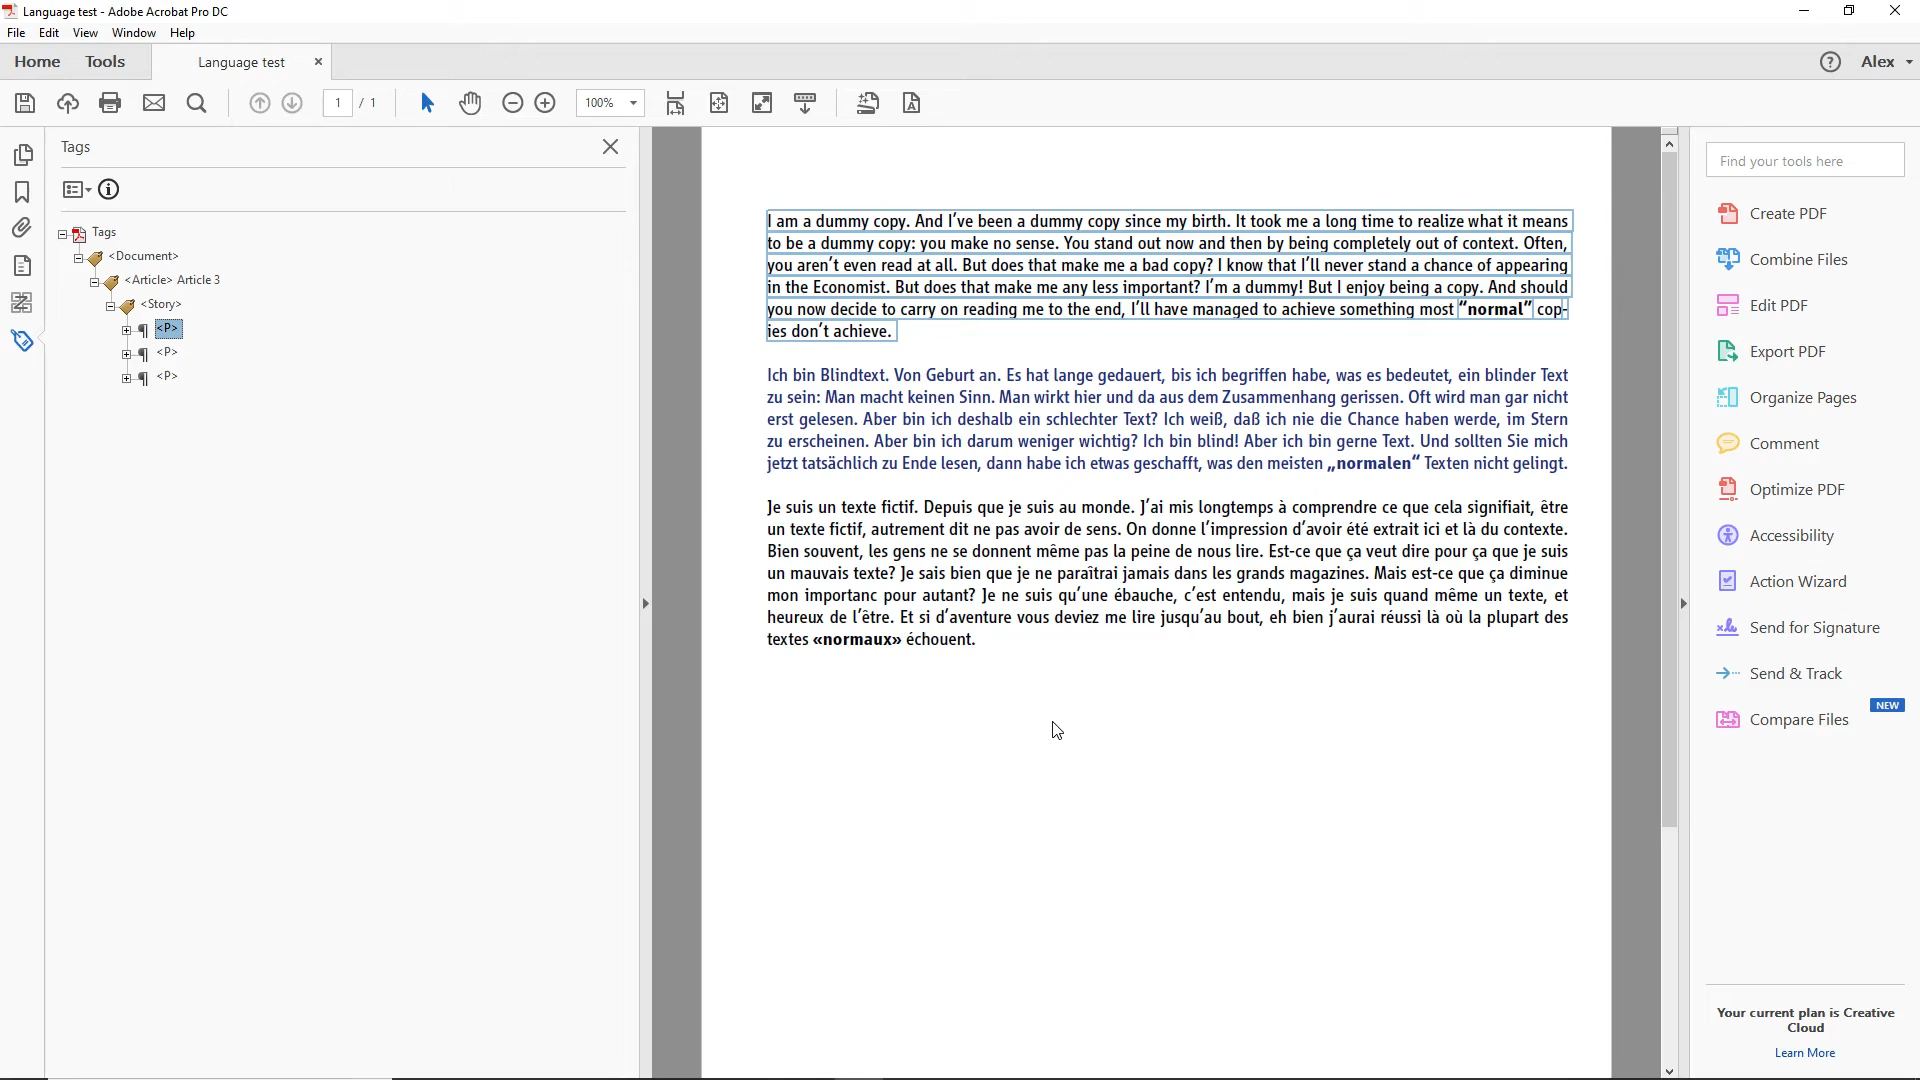 Language test - Adobe Acrobat Pro DC
File Edit View Window Help
Home Tools Language test Alex
1 / 1 100%
Tags
Tags
<Document>
<Article> Article 3
<Story>
<P>
<P>
<P>
I am a dummy copy. And I’ve been a dummy copy since my birth. It took me a long time to realize what it means
to be a dummy copy: you make no sense. You stand out now and then by being completely out of context. Often,
you aren’t even read at all. But does that make me a bad copy? I know that I’ll never stand a chance of appearing
in the Economist. But does that make me any less important? I’m a dummy! But I enjoy being a copy. And should
you now decide to carry on reading me to the end, I’ll have managed to achieve something most “normal” cop-
ies don’t achieve.
Ich bin Blindtext. Von Geburt an. Es hat lange gedauert, bis ich begriffen habe, was es bedeutet, ein blinder Text
zu sein: Man macht keinen Sinn. Man wirkt hier und da aus dem Zusammenhang gerissen. Oft wird man gar nicht
erst gelesen. Aber bin ich deshalb ein schlechter Text? Ich weiß, daß ich nie die Chance haben werde, im Stern
zu erscheinen. Aber bin ich darum weniger wichtig? Ich bin blind! Aber ich bin gerne Text. Und sollten Sie mich
jetzt tatsächlich zu Ende lesen, dann habe ich etwas geschafft, was den meisten „normalen“ Texten nicht gelingt.
Je suis un texte fictif. Depuis que je suis au monde. J’ai mis longtemps à comprendre ce que cela signifiait, être
un texte fictif, autrement dit ne pas avoir de sens. On donne l’impression d’avoir été extrait ici et là du contexte.
Bien souvent, les gens ne se donnent même pas la peine de nous lire. Est-ce que ça veut dire pour ça que je suis
un mauvais texte? Je sais bien que je ne paraîtrai jamais dans les grands magazines. Mais est-ce que ça diminue
mon importanc pour autant? Je ne suis qu’une ébauche, c’est entendu, mais je suis quand même un texte, et
heureux de l’être. Et si d’aventure vous deviez me lire jusqu’au bout, eh bien j’aurai réussi là où la plupart des
textes «normaux» échouent.
Find your tools here
Create PDF
Combine Files
Edit PDF
Export PDF
Organize Pages
Comment
Optimize PDF
Accessibility
Action Wizard
Send for Signature
Send & Track
NEW
Compare Files
Your current plan is Creative
Cloud
Learn More